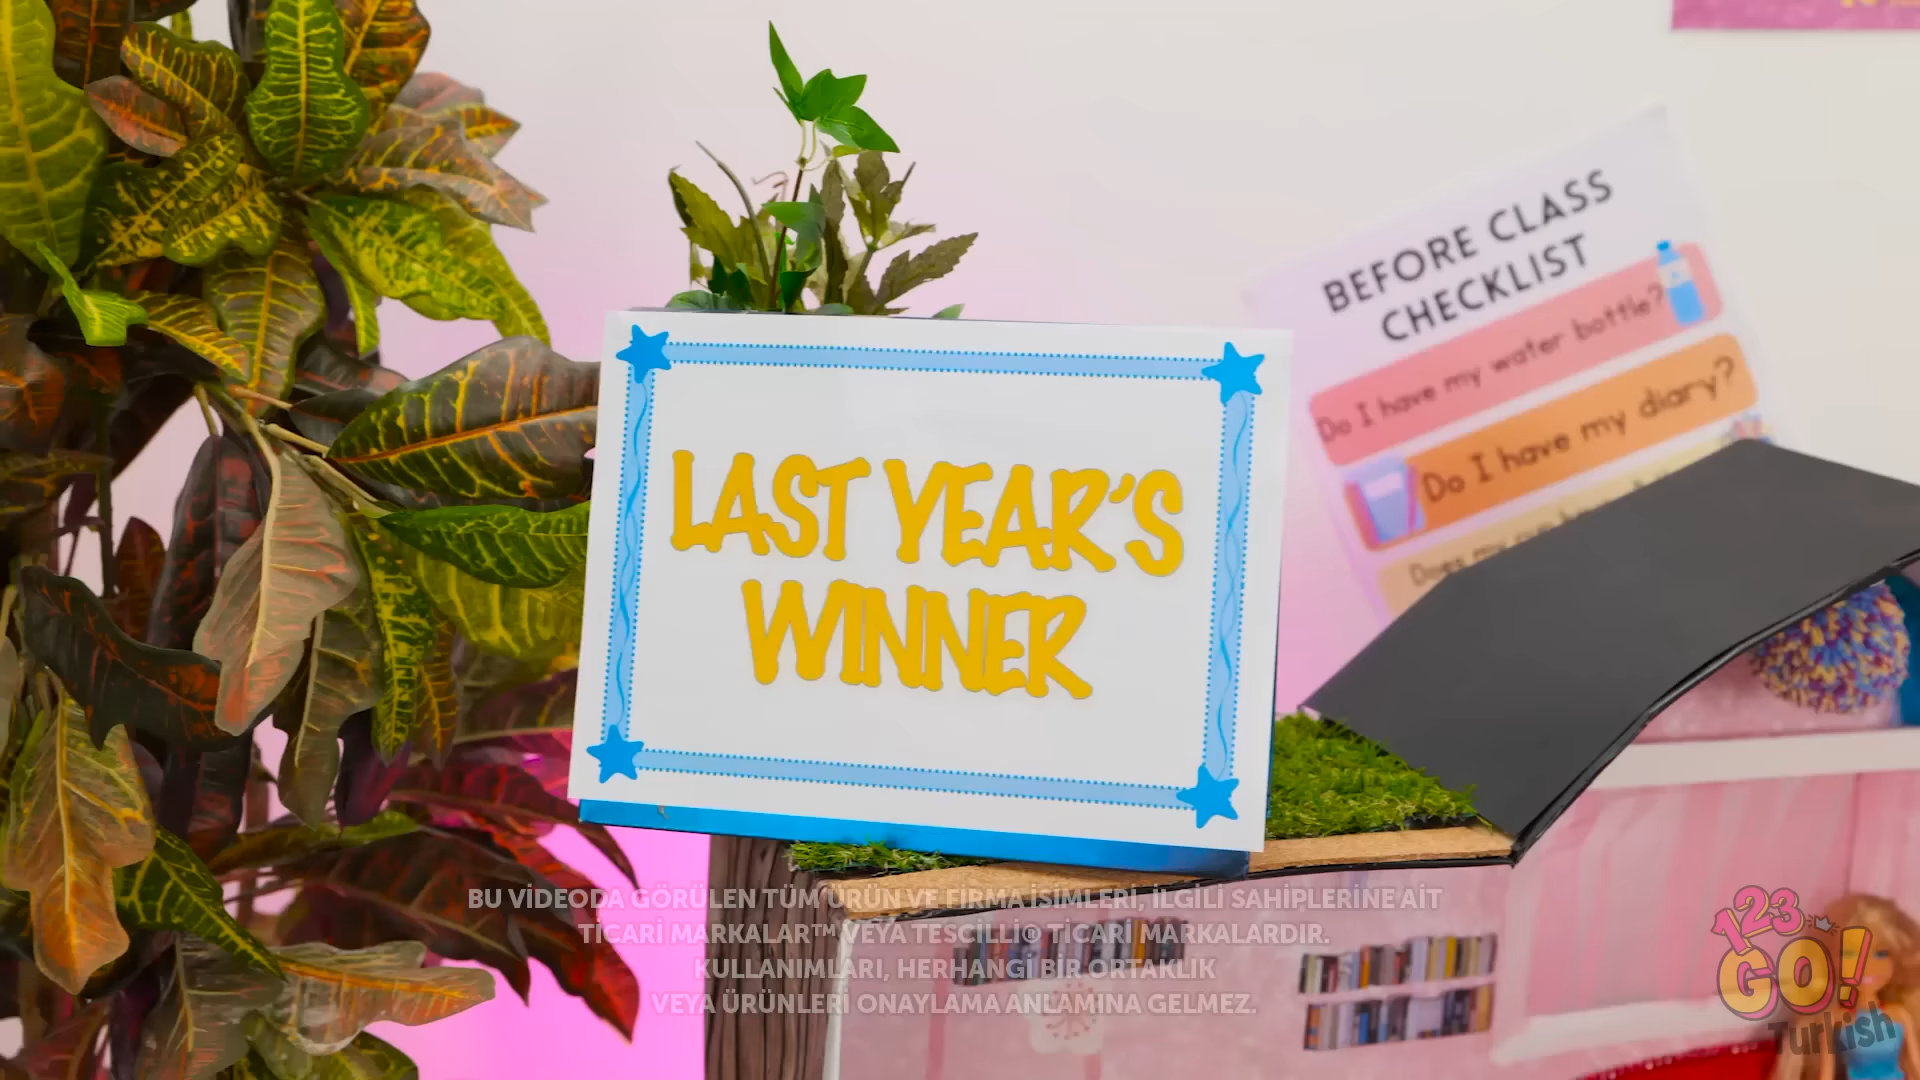 BEFORE CLASS
CHECKLIST
Do I have my water bottle?
Do I have my diary?
LAST YEAR'S
WINNER
BU VİDEODA GÖRÜLEN TÜM ÜRÜN VE FİRMA İSİMLERİ, İLGİLİ SAHİPLERİNE AİT
TİCARİ MARKALAR™ VEYA TESCİLLİ® TİCARİ MARKALARDIR.
KULLANIMLARI, HERHANGİ BİR ORTAKLIK
VEYA ÜRÜNLERİ ONAYLAMA ANLAMINA GELMEZ.
123
GO!
Turkish